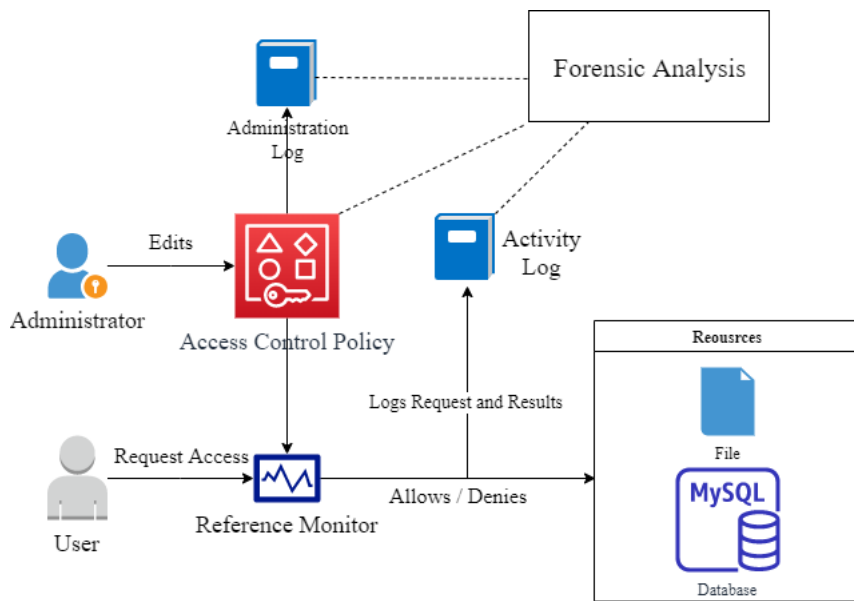 Forensic Analysis
Administration
Log
Edits
Administrator
Access Control Policy
Activity
Log
Logs Request and Results
Request Access
User
Reference Monitor
Allows / Denies
Reousrces
File
MySQL
Database